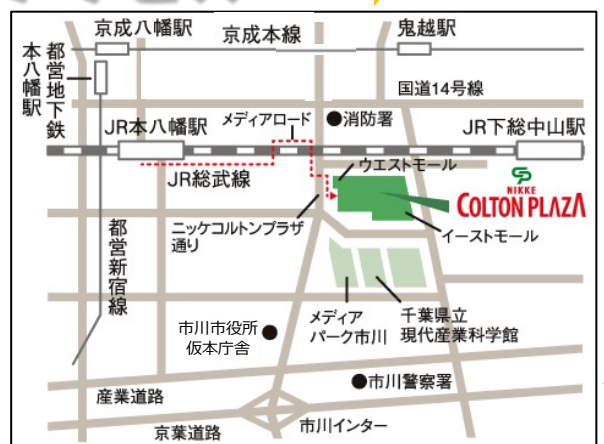 京成八幡駅
京成本線
鬼越駅
都営地下鉄
本八幡駅
国道14号線
メディアロード
消防署
JR本八幡駅
JR下総中山駅
ウエストモール
JR総武線
NIKKE
COLTON PLAZA
ニッケコルトンプラザ
通り
イーストモール
都営新宿線
メディア
パーク市川
千葉県立
現代産業科学館
市川市役所
仮本庁舎
市川警察署
産業道路
市川インター
京葉道路